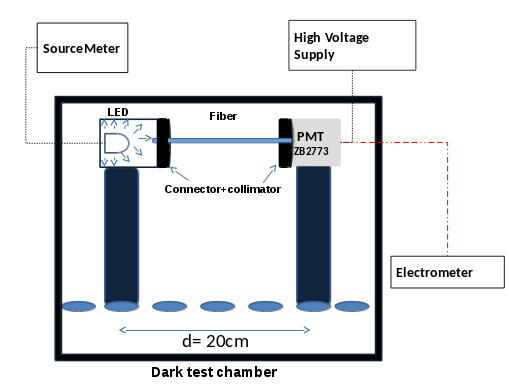 SourceMeter
High Voltage
Supply
LED
Fiber
PMT
ZB2773
Connector+collimator
Electrometer
d= 20cm
Dark test chamber